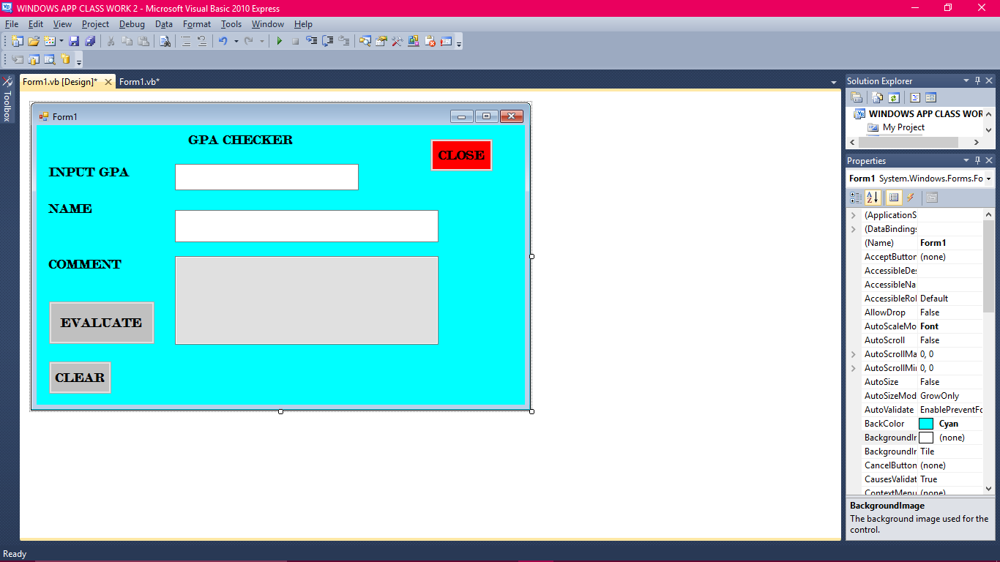 WINDOWS APP CLASS WORK 2 - Microsoft Visual Basic 2010 Express
File Edit View Project Debug Data Format Tools Window Help
Toolbox
Form1.vb [Design]* Form1.vb*
Form1
GPA CHECKER
CLOSE
INPUT GPA
NAME
COMMENT
EVALUATE
CLEAR
Solution Explorer
WINDOWS APP CLASS WORK
My Project
Properties
Form1 System.Windows.Forms.Fo
(ApplicationS
(DataBindings
(Name) Form1
AcceptButton (none)
AccessibleDes
AccessibleNa
AccessibleRol Default
AllowDrop False
AutoScaleMo Font
AutoScroll False
AutoScrollMa 0, 0
AutoScrollMi 0, 0
AutoSize False
AutoSizeMod GrowOnly
AutoValidate EnablePreventFo
BackColor Cyan
BackgroundIr (none)
BackgroundIr Tile
CancelButton (none)
CausesValidat True
ContextMenu (none)
BackgroundImage
The background image used for the
control.
Ready